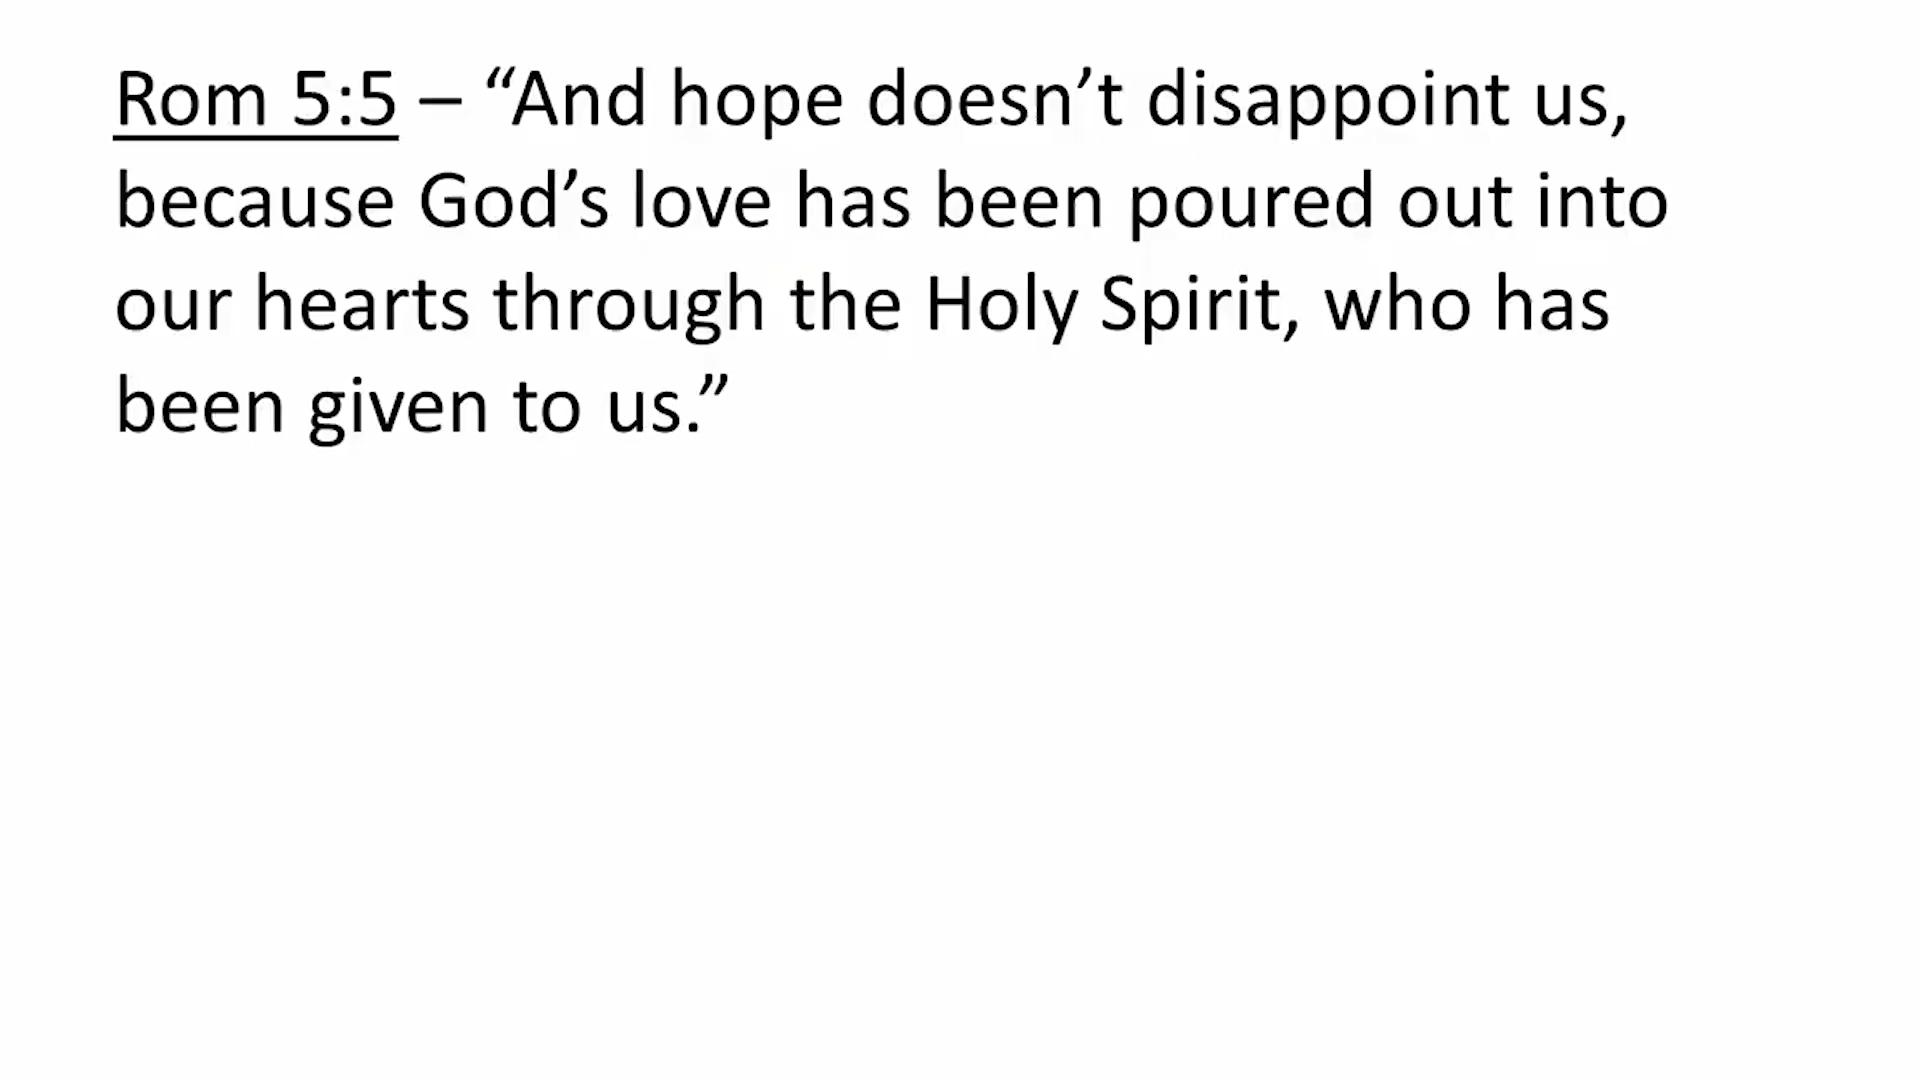 Rom 5:5 – “And hope doesn’t disappoint us,
because God’s love has been poured out into
our hearts through the Holy Spirit, who has
been given to us.”